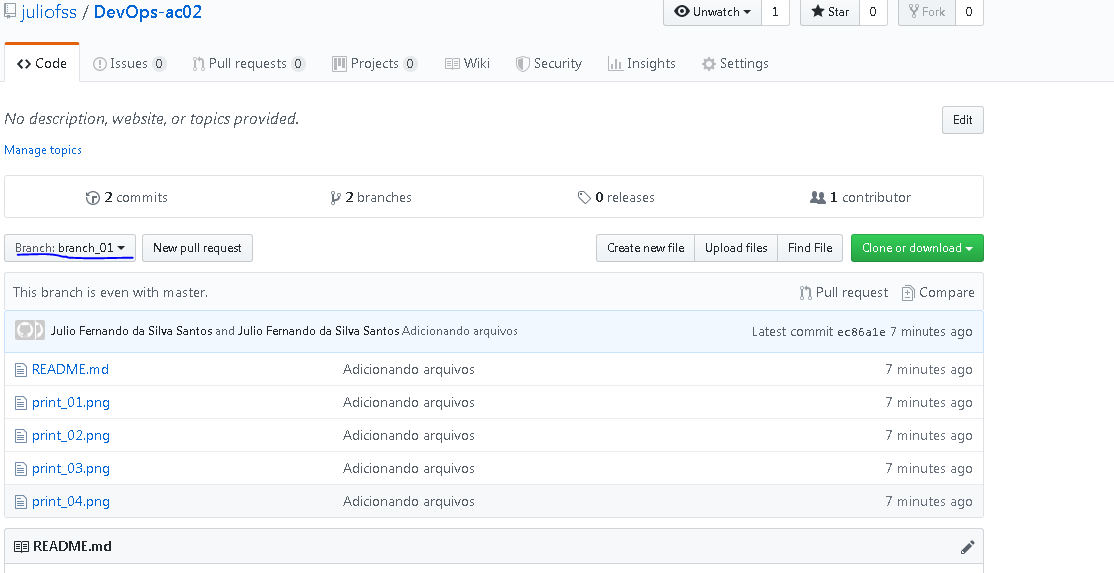 juliofss / DevOps-ac02
Unwatch 1 Star 0 Fork 0
Code Issues 0 Pull requests 0 Projects 0 Wiki Security Insights Settings
No description, website, or topics provided. Edit
Manage topics
2 commits 2 branches 0 releases 1 contributor
Branch: branch_01 New pull request Create new file Upload files Find File Clone or download
This branch is even with master. Pull request Compare
Julio Fernando da Silva Santos and Julio Fernando da Silva Santos Adicionando arquivos Latest commit ec86a1e 7 minutes ago
README.md Adicionando arquivos 7 minutes ago
print_01.png Adicionando arquivos 7 minutes ago
print_02.png Adicionando arquivos 7 minutes ago
print_03.png Adicionando arquivos 7 minutes ago
print_04.png Adicionando arquivos 7 minutes ago
README.md